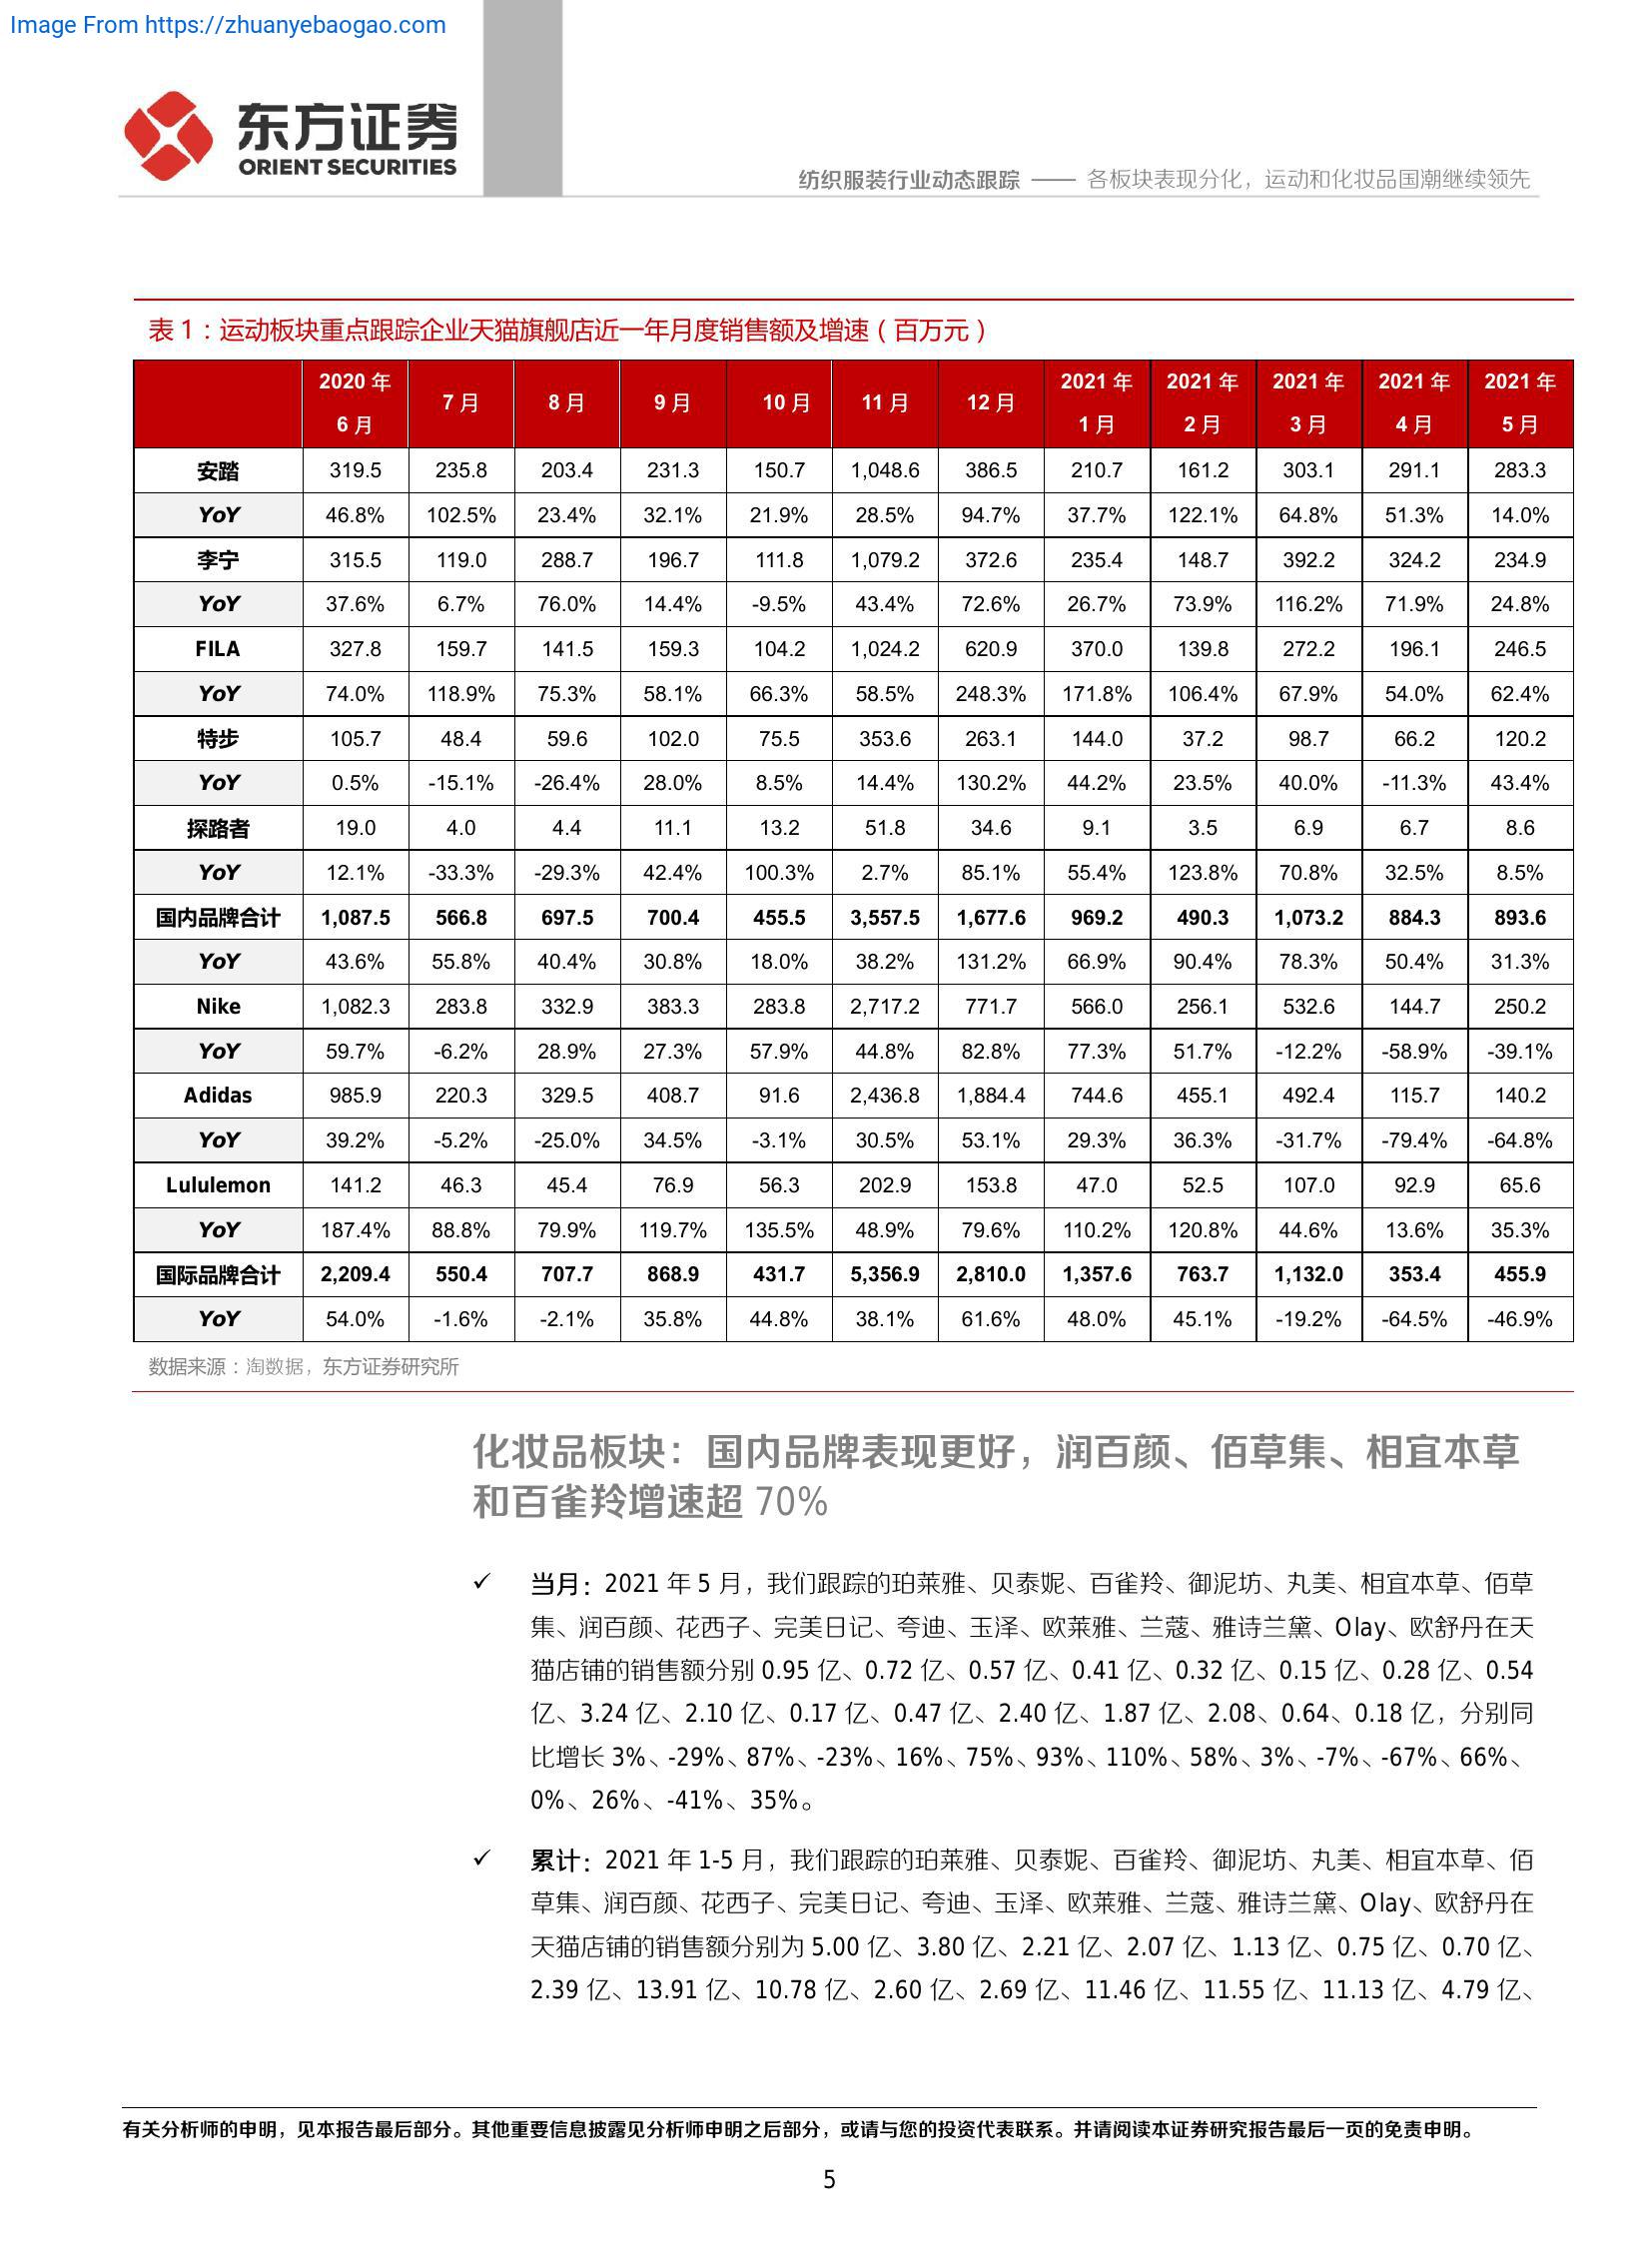 Image From https://zhuanyebaogao.com
东方证券
ORIENT SECURITIES
纺织服装行业动态跟踪 —— 各板块表现分化，运动和化妆品国潮继续领先
表 1：运动板块重点跟踪企业天猫旗舰店近一年月度销售额及增速（百万元）
2020 年 6 月 7 月 8 月 9 月 10 月 11 月 12 月 2021 年 1 月 2021 年 2 月 2021 年 3 月 2021 年 4 月 2021 年 5 月
安踏 319.5 235.8 203.4 231.3 150.7 1,048.6 386.5 210.7 161.2 303.1 291.1 283.3
YoY 46.8% 102.5% 23.4% 32.1% 21.9% 28.5% 94.7% 37.7% 122.1% 64.8% 51.3% 14.0%
李宁 315.5 119.0 288.7 196.7 111.8 1,079.2 372.6 235.4 148.7 392.2 324.2 234.9
YoY 37.6% 6.7% 76.0% 14.4% -9.5% 43.4% 72.6% 26.7% 73.9% 116.2% 71.9% 24.8%
FILA 327.8 159.7 141.5 159.3 104.2 1,024.2 620.9 370.0 139.8 272.2 196.1 246.5
YoY 74.0% 118.9% 75.3% 58.1% 66.3% 58.5% 248.3% 171.8% 106.4% 67.9% 54.0% 62.4%
特步 105.7 48.4 59.6 102.0 75.5 353.6 263.1 144.0 37.2 98.7 66.2 120.2
YoY 0.5% -15.1% -26.4% 28.0% 8.5% 14.4% 130.2% 44.2% 23.5% 40.0% -11.3% 43.4%
探路者 19.0 4.0 4.4 11.1 13.2 51.8 34.6 9.1 3.5 6.9 6.7 8.6
YoY 12.1% -33.3% -29.3% 42.4% 100.3% 2.7% 85.1% 55.4% 123.8% 70.8% 32.5% 8.5%
国内品牌合计 1,087.5 566.8 697.5 700.4 455.5 3,557.5 1,677.6 969.2 490.3 1,073.2 884.3 893.6
YoY 43.6% 55.8% 40.4% 30.8% 18.0% 38.2% 131.2% 66.9% 90.4% 78.3% 50.4% 31.3%
Nike 1,082.3 283.8 332.9 383.3 283.8 2,717.2 771.7 566.0 256.1 532.6 144.7 250.2
YoY 59.7% -6.2% 28.9% 27.3% 57.9% 44.8% 82.8% 77.3% 51.7% -12.2% -58.9% -39.1%
Adidas 985.9 220.3 329.5 408.7 91.6 2,436.8 1,884.4 744.6 455.1 492.4 115.7 140.2
YoY 39.2% -5.2% -25.0% 34.5% -3.1% 30.5% 53.1% 29.3% 36.3% -31.7% -79.4% -64.8%
Lululemon 141.2 46.3 45.4 76.9 56.3 202.9 153.8 47.0 52.5 107.0 92.9 65.6
YoY 187.4% 88.8% 79.9% 119.7% 135.5% 48.9% 79.6% 110.2% 120.8% 44.6% 13.6% 35.3%
国际品牌合计 2,209.4 550.4 707.7 868.9 431.7 5,356.9 2,810.0 1,357.6 763.7 1,132.0 353.4 455.9
YoY 54.0% -1.6% -2.1% 35.8% 44.8% 38.1% 61.6% 48.0% 45.1% -19.2% -64.5% -46.9%
数据来源：淘数据，东方证券研究所
化妆品板块：国内品牌表现更好，润百颜、佰草集、相宜本草
和百雀羚增速超 70%
✓ 当月：2021 年 5 月，我们跟踪的珀莱雅、贝泰妮、百雀羚、御泥坊、丸美、相宜本草、佰草
集、润百颜、花西子、完美日记、夸迪、玉泽、欧莱雅、兰蔻、雅诗兰黛、Olay、欧舒丹在天
猫店铺的销售额分别 0.95 亿、0.72 亿、0.57 亿、0.41 亿、0.32 亿、0.15 亿、0.28 亿、0.54
亿、3.24 亿、2.10 亿、0.17 亿、0.47 亿、2.40 亿、1.87 亿、2.08、0.64、0.18 亿，分别同
比增长 3%、-29%、87%、-23%、16%、75%、93%、110%、58%、3%、-7%、-67%、66%、
0%、26%、-41%、35%。
✓ 累计：2021 年 1-5 月，我们跟踪的珀莱雅、贝泰妮、百雀羚、御泥坊、丸美、相宜本草、佰
草集、润百颜、花西子、完美日记、夸迪、玉泽、欧莱雅、兰蔻、雅诗兰黛、Olay、欧舒丹在
天猫店铺的销售额分别为 5.00 亿、3.80 亿、2.21 亿、2.07 亿、1.13 亿、0.75 亿、0.70 亿、
2.39 亿、13.91 亿、10.78 亿、2.60 亿、2.69 亿、11.46 亿、11.55 亿、11.13 亿、4.79 亿、
有关分析师的申明，见本报告最后部分。其他重要信息披露见分析师申明之后部分，或请与您的投资代表联系。并请阅读本证券研究报告最后一页的免责申明。
5